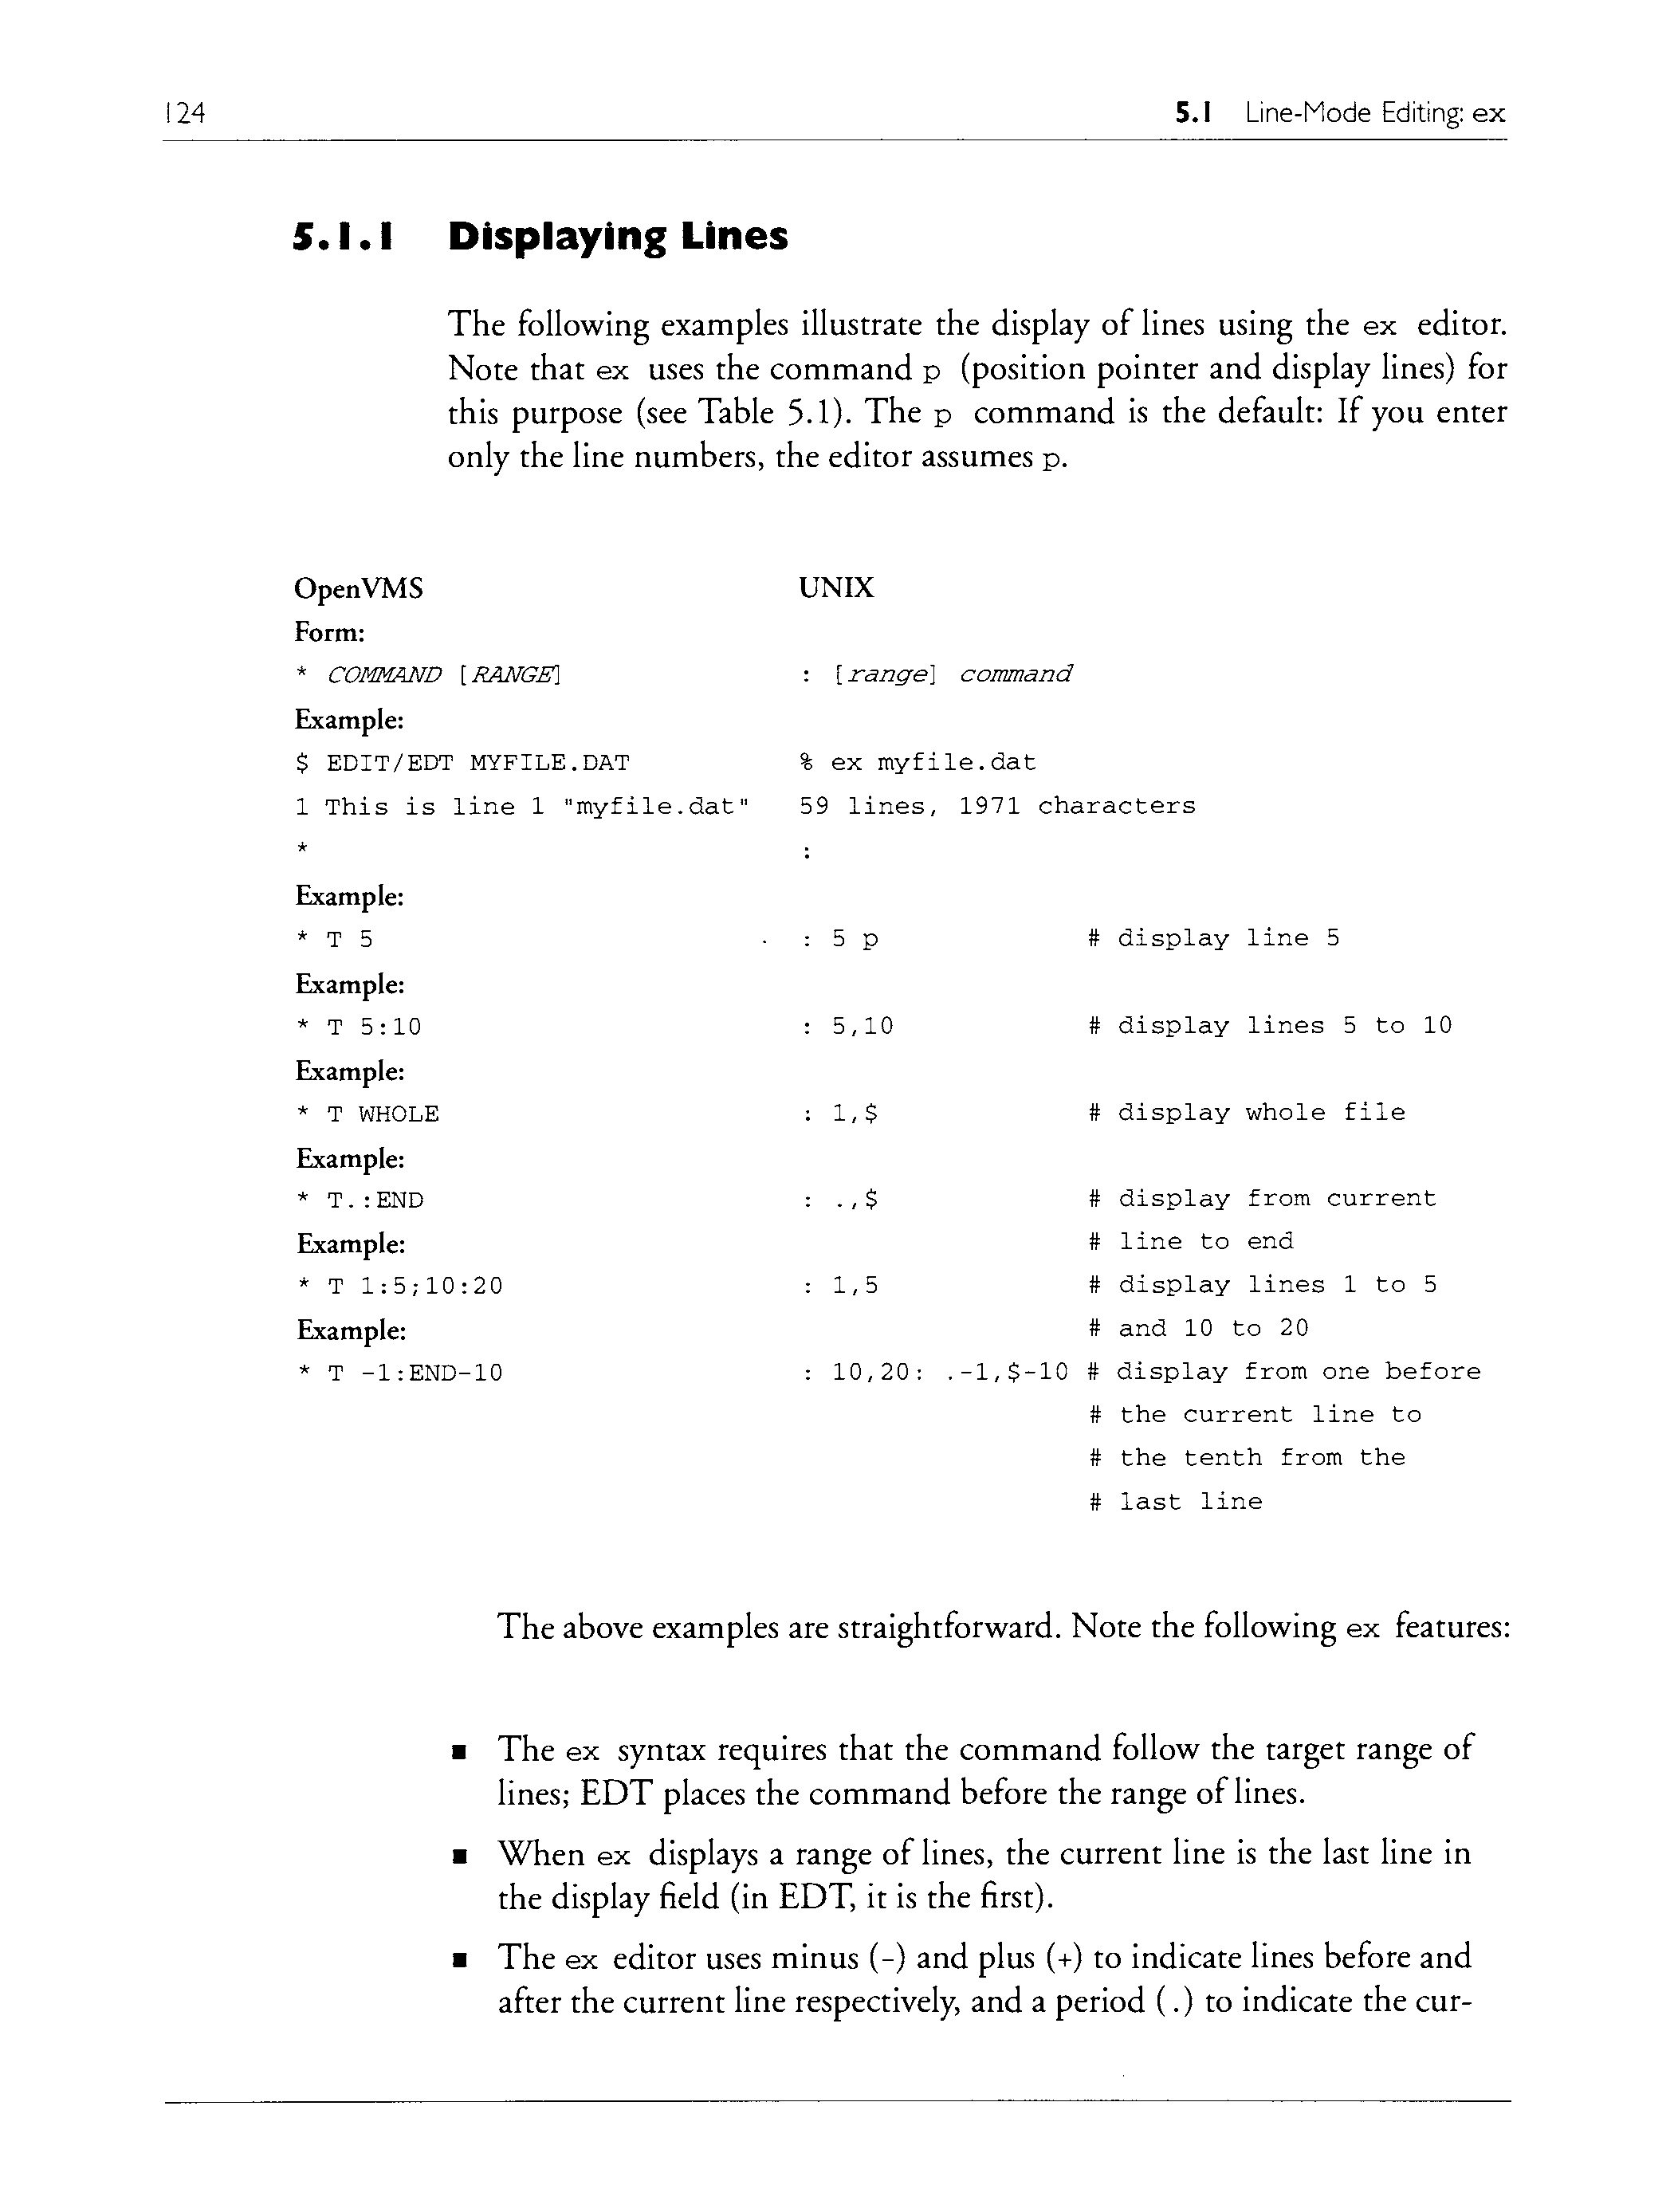 124 5.1 Line-Mode Editing: ex
5.1.1 Displaying Lines
The following examples illustrate the display of lines using the ex editor.
Note that ex uses the command p (position pointer and display lines) for
this purpose (see Table 5.1). The p command is the default: If you enter
only the line numbers, the editor assumes p.
OpenVMS UNIX
Form:
* COMMAND [RANGE] : [range] command
Example:
$ EDIT/EDT MYFILE.DAT % ex myfile.dat
1 This is line 1 "myfile.dat" 59 lines, 1971 characters
* :
Example:
* T 5 : 5 p # display line 5
Example:
* T 5:10 : 5,10 # display lines 5 to 10
Example:
* T WHOLE : 1,$ # display whole file
Example:
* T.:END : .,$ # display from current
Example: # line to end
* T 1:5;10:20 : 1,5 # display lines 1 to 5
Example: # and 10 to 20
* T -1:END-10 : 10,20: .-1,$-10 # display from one before
# the current line to
# the tenth from the
# last line
The above examples are straightforward. Note the following ex features:
■ The ex syntax requires that the command follow the target range of
lines; EDT places the command before the range of lines.
■ When ex displays a range of lines, the current line is the last line in
the display field (in EDT, it is the first).
■ The ex editor uses minus (-) and plus (+) to indicate lines before and
after the current line respectively, and a period (.) to indicate the cur-